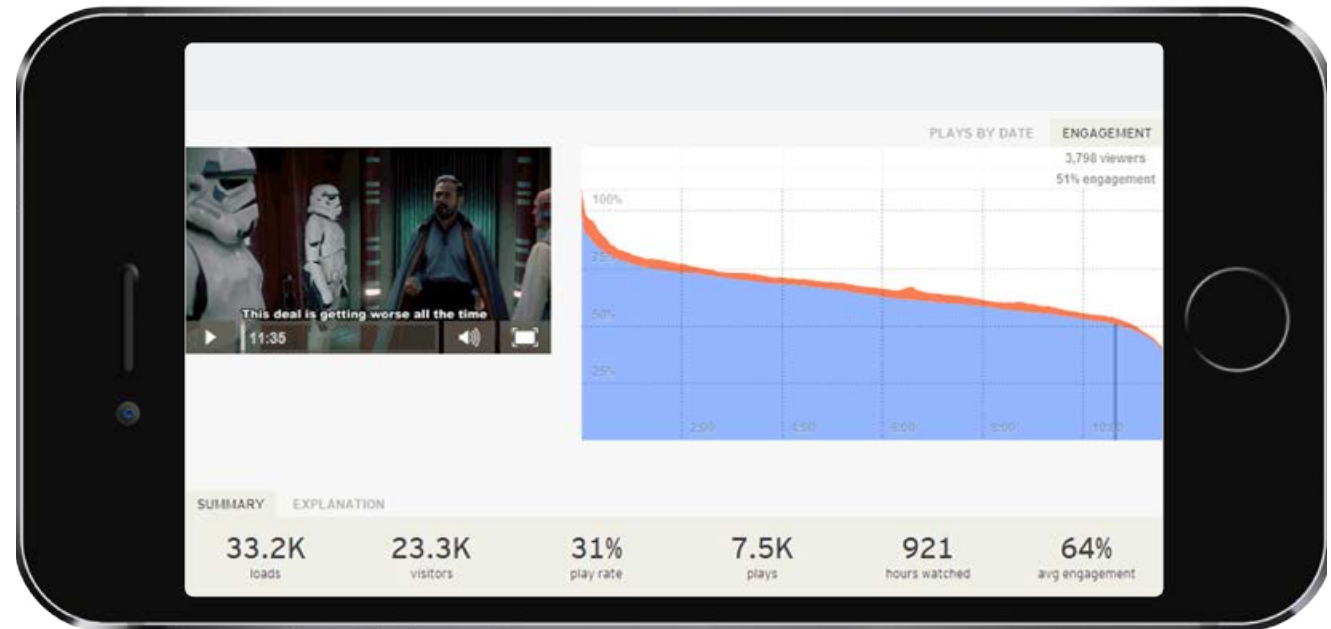 PLAYS BY DATE ENGAGEMENT
3,798 viewers
51% engagement
This deal is getting worse all the time
11:35
100%
75%
50%
25%
2:00 4:00 6:00 8:00 10:00
SUMMARY EXPLANATION
33.2K 23.3K 31% 7.5K 921 64%
loads visitors play rate plays hours watched avg engagement